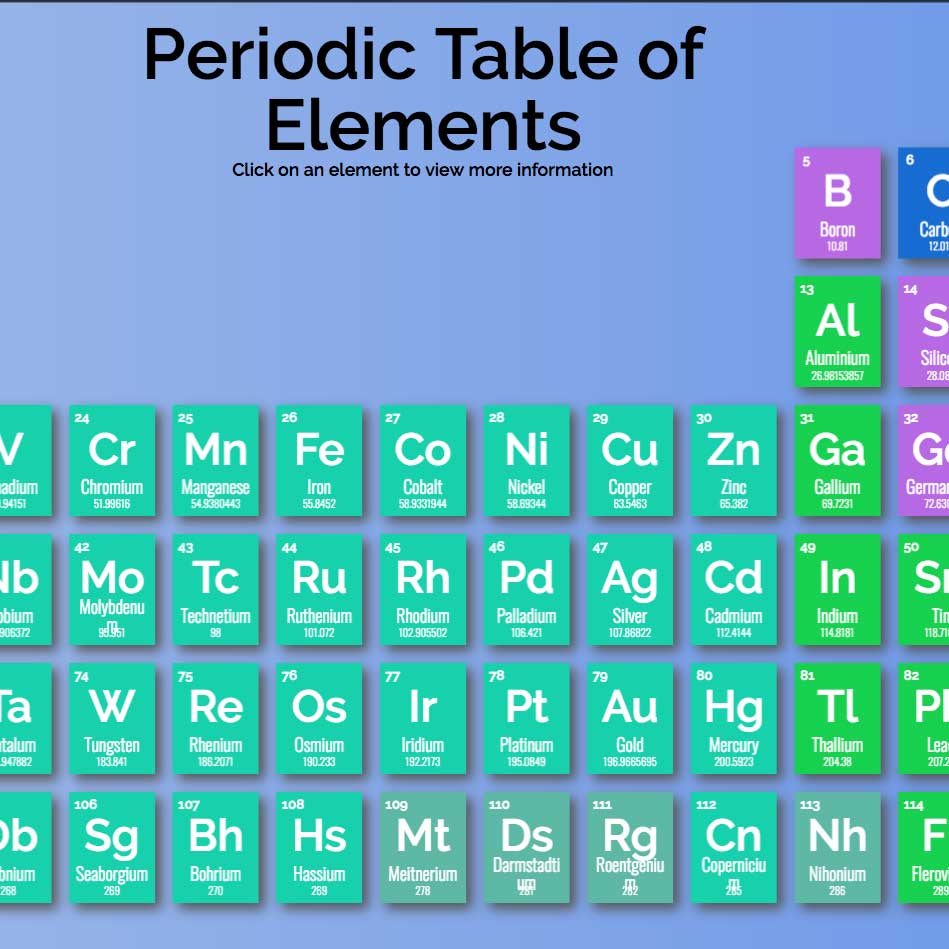 Periodic Table of
Elements
Click on an element to view more information
5 6
B C
Boron Carb
10.81 12.01
13 14
Al S
Aluminium Silic
26.98153857 28.08
24 25 26 27 28 29 30 31 32
V Cr Mn Fe Co Ni Cu Zn Ga Ge
adium Chromium Manganese Iron Cobalt Nickel Copper Zinc Gallium German
.94151 51.99616 54.9380443 55.8452 58.9331944 58.69344 63.5463 65.382 69.7231 72.630
42 43 44 45 46 47 48 49 50
Nb Mo Tc Ru Rh Pd Ag Cd In Sn
obium Molybdenu Technetium Ruthenium Rhodium Palladium Silver Cadmium Indium Tin
m
906372 98 101.072 102.905502 106.421 107.86822 112.4144 114.8181 118.71
74 75 76 77 78 79 80 81 82
Ta W Re Os Ir Pt Au Hg Tl Pb
talum Tungsten Rhenium Osmium Iridium Platinum Gold Mercury Thallium Lea
.947882 183.841 186.2071 190.233 192.2173 195.0849 196.9665695 200.5923 204.38 207.2
106 107 108 109 110 111 112 113 114
Db Sg Bh Hs Mt Ds Rg Cn Nh F
bnium Seaborgium Bohrium Hassium Meitnerium Darmstadti Roentgeniu Coperniciu Nihonium Flerovi
um m m
268 269 270 269 278 281 282 285 286 289